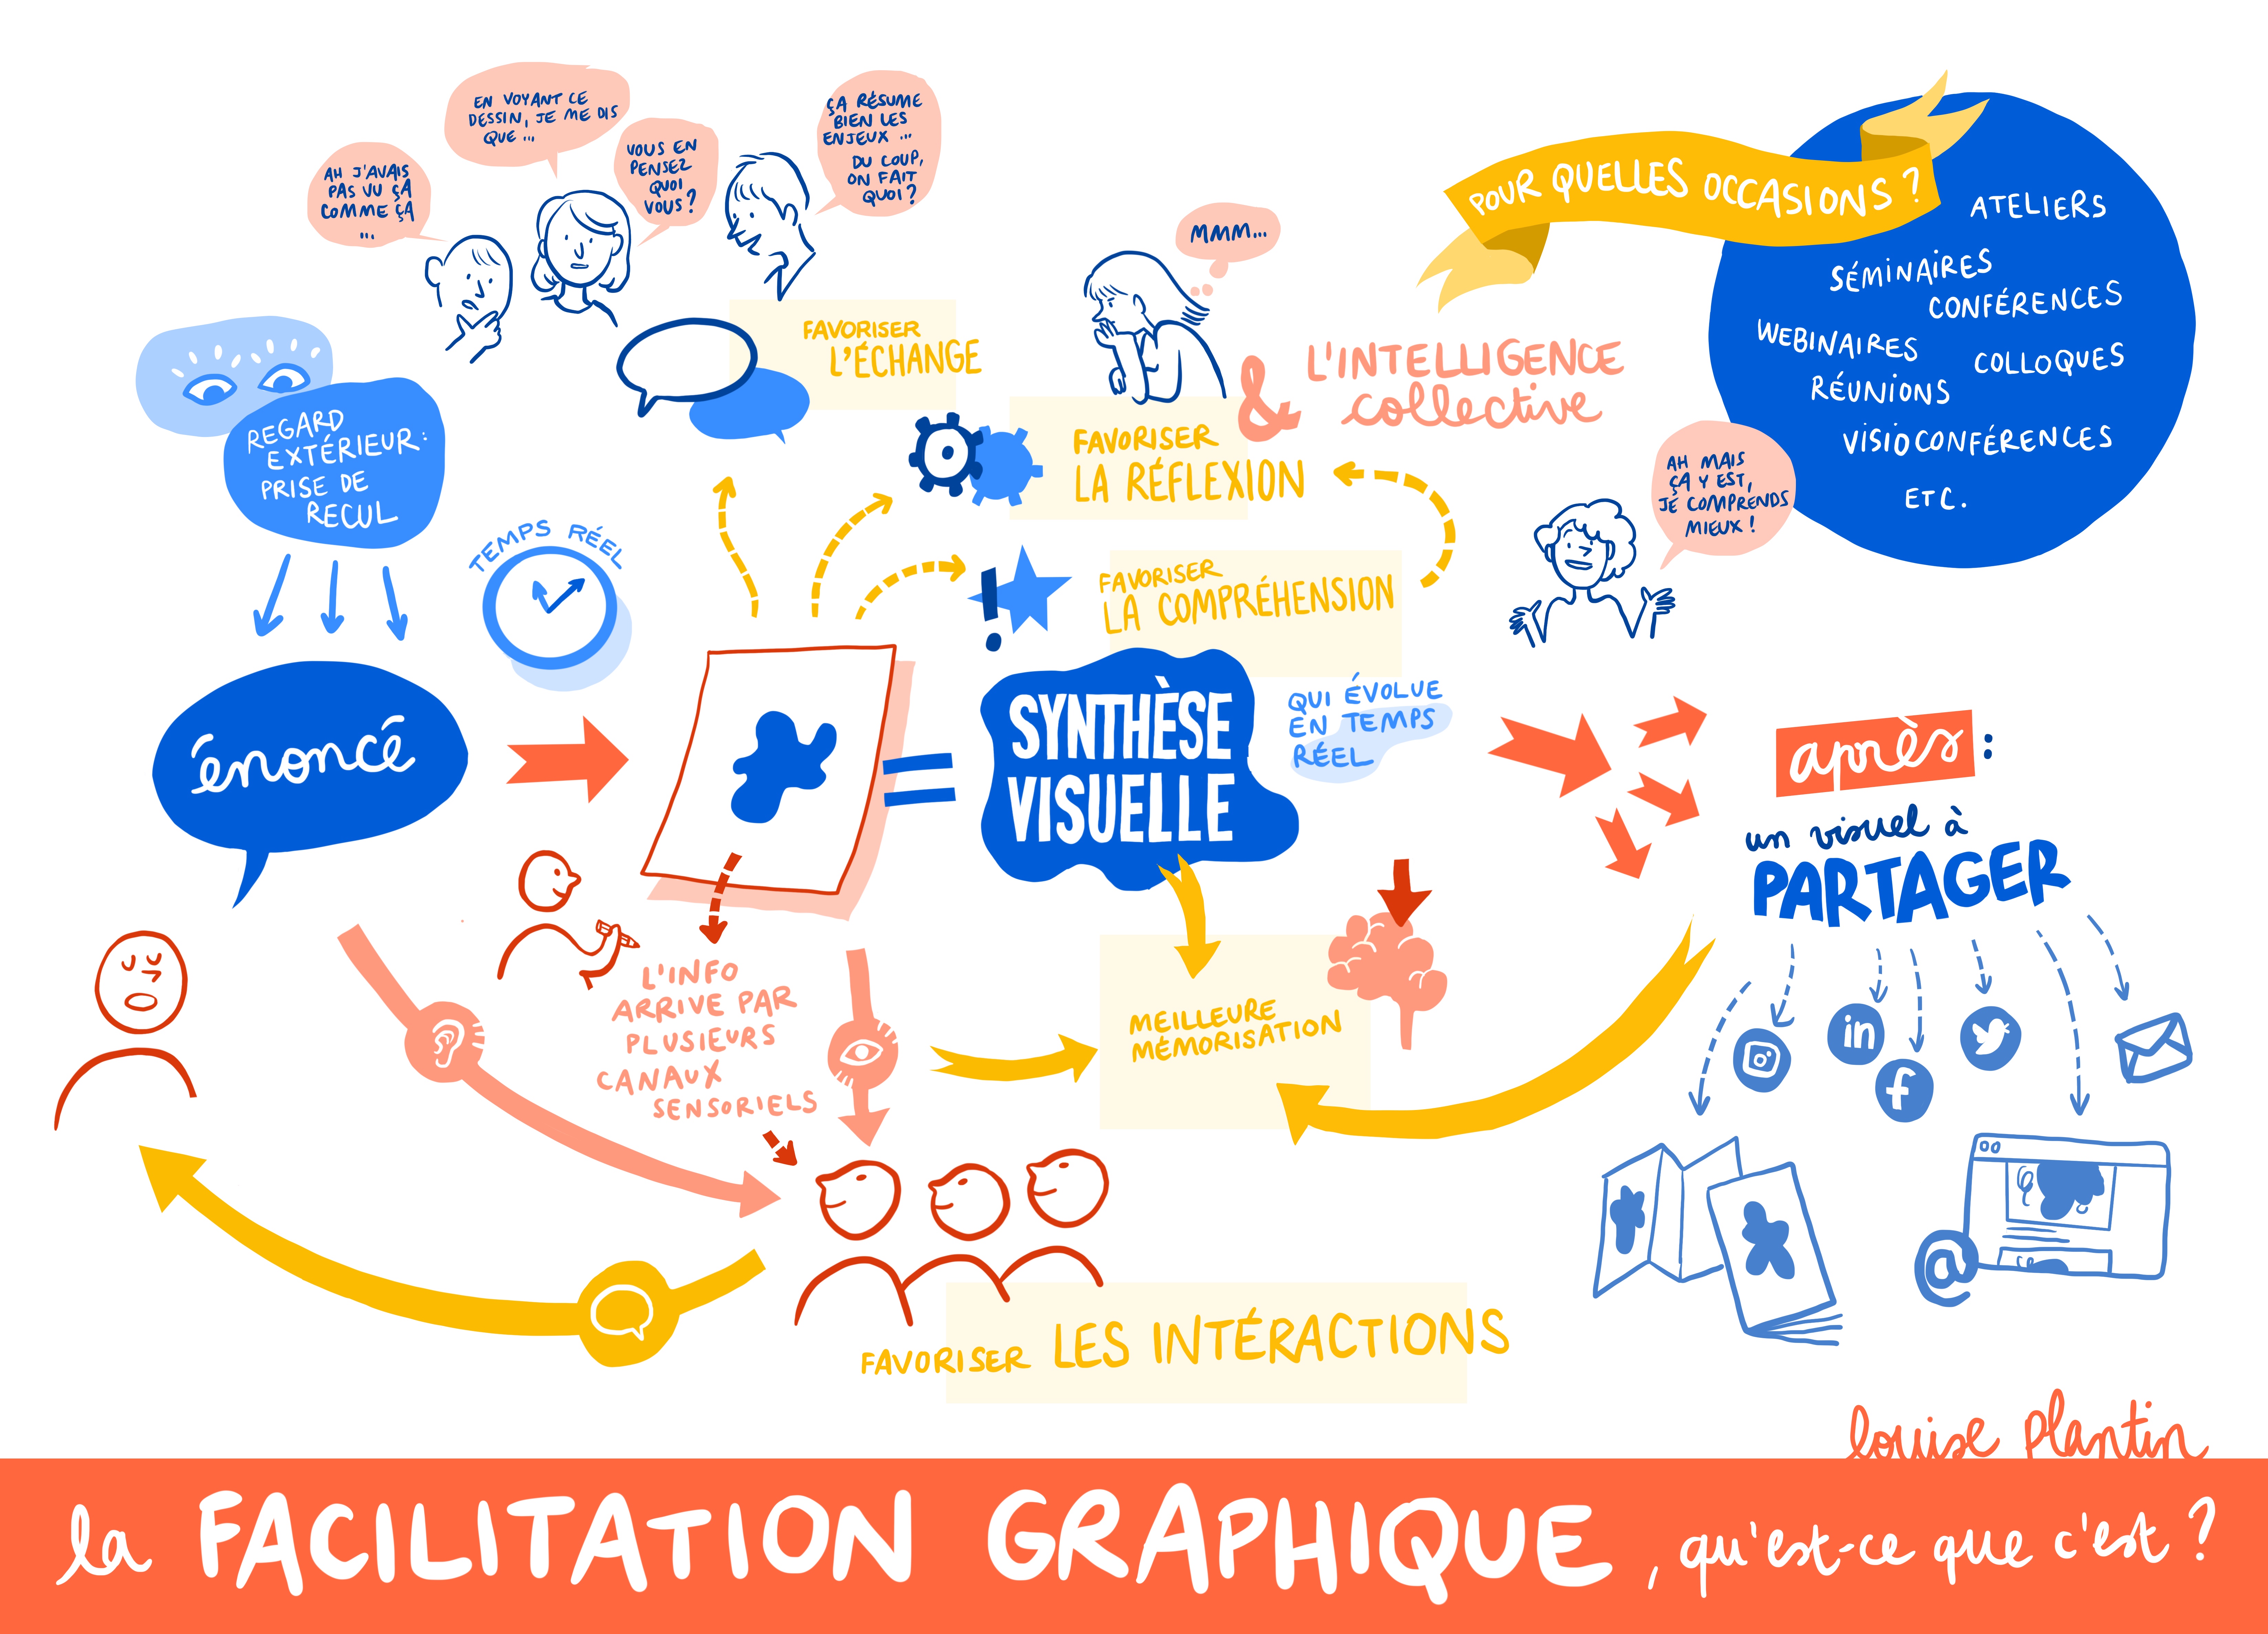 EN VOYANT CE
DESSIN, JE ME DIS
QUE ...
ÇA RÉSUME
BIEN LES
ENJEUX ...
DU COUP,
ON FAIT
QUOI ?
AH J'AVAIS
PAS VU ÇA
COMME ÇA
...
VOUS EN
PENSEZ
QUOI
VOUS ?
MMM...
POUR QUELLES OCCASIONS ?
ATELIERS
SÉMINAIRES
CONFÉRENCES
WEBINAIRES
COLLOQUES
RÉUNIONS
VISIOCONFÉRENCES
ETC.
FAVORISER
L'ÉCHANGE
&
L'INTELLIGENCE
collective
REGARD
EXTÉRIEUR :
PRISE DE
RECUL
FAVORISER
LA RÉFLEXION
AH MAIS
ÇA Y EST,
JE COMPRENDS
MIEUX !
TEMPS RÉEL
!
FAVORISER
LA COMPRÉHENSION
énoncé
=
SYNTHÈSE
VISUELLE
QUI ÉVOLUE
EN TEMPS
RÉEL
après :
un visuel à
PARTAGER
L'INFO
ARRIVE PAR
PLUSIEURS
CANAUX
SENSORIELS
MEILLEURE
MÉMORISATION
in
f
@
FAVORISER LES INTÉRACTIONS
louise plantin
la FACILITATION GRAPHIQUE, qu'est-ce que c'est ?